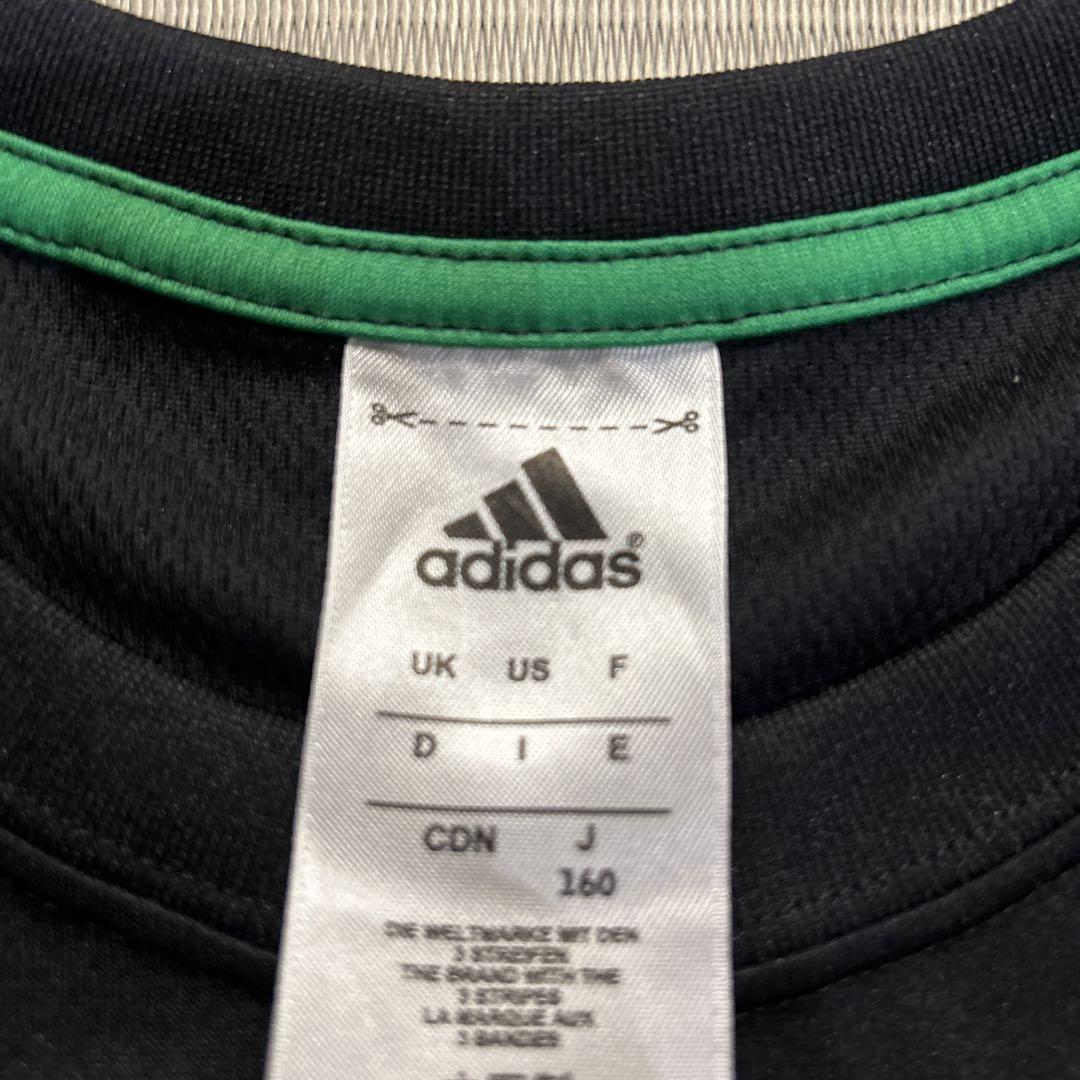 adidas®
UK US F
D I E
CDN J
160
DIE WELTMARKE MIT DEN
3 STREIFEN
THE BRAND WITH THE
3 STRIPES
LA MARQUE AUX
3 BANDES